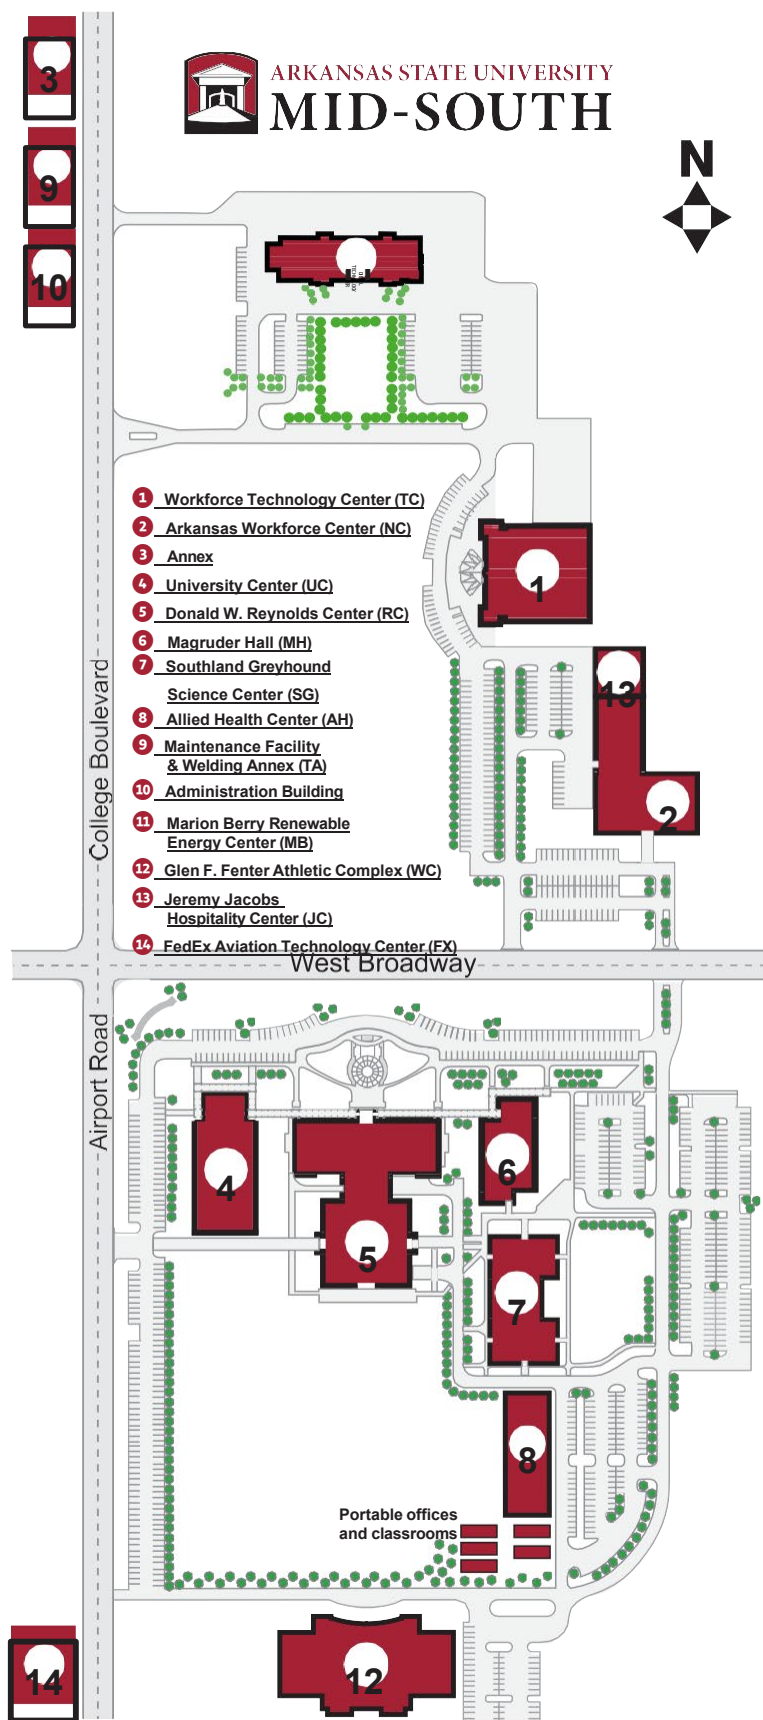 ARKANSAS STATE UNIVERSITY
MID-SOUTH
N
3
9
10
1 Workforce Technology Center (TC)
2 Arkansas Workforce Center (NC)
3 Annex
4 University Center (UC)
5 Donald W. Reynolds Center (RC)
6 Magruder Hall (MH)
7 Southland Greyhound
Science Center (SG)
8 Allied Health Center (AH)
9 Maintenance Facility
& Welding Annex (TA)
10 Administration Building
11 Marion Berry Renewable
Energy Center (MB)
12 Glen F. Fenter Athletic Complex (WC)
13 Jeremy Jacobs
Hospitality Center (JC)
14 FedEx Aviation Technology Center (FX)
1
13
2
College Boulevard
West Broadway
Airport Road
4
5
6
7
8
Portable offices
and classrooms
14
12